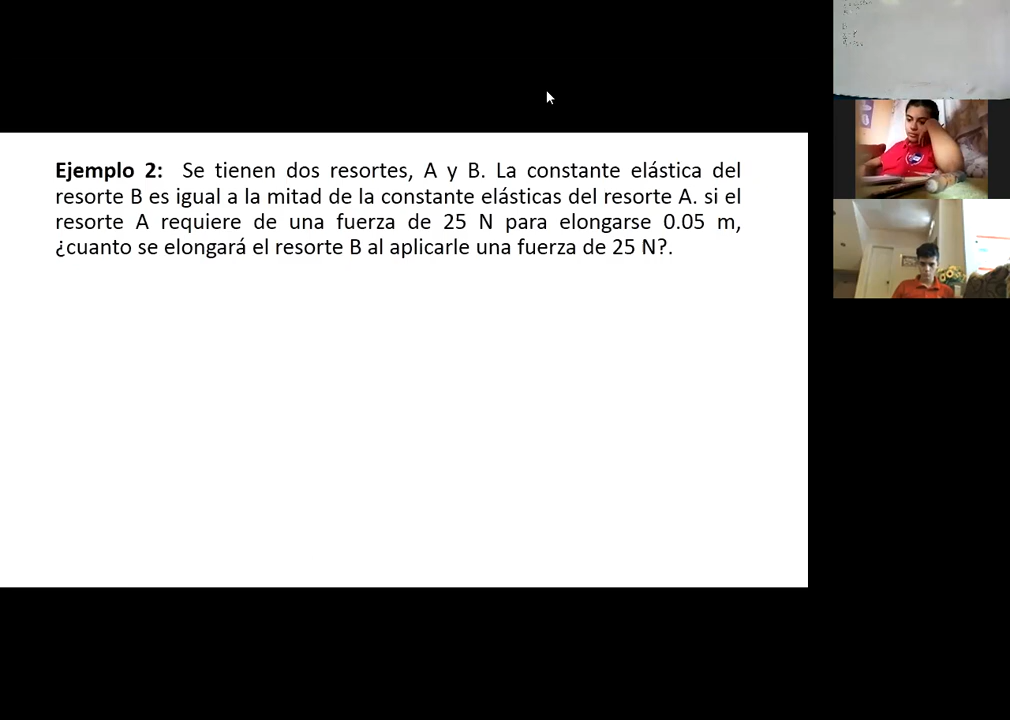 Ejemplo 2: Se tienen dos resortes, A y B. La constante elástica del
resorte B es igual a la mitad de la constante elásticas del resorte A. si el
resorte A requiere de una fuerza de 25 N para elongarse 0.05 m,
¿cuanto se elongará el resorte B al aplicarle una fuerza de 25 N?.